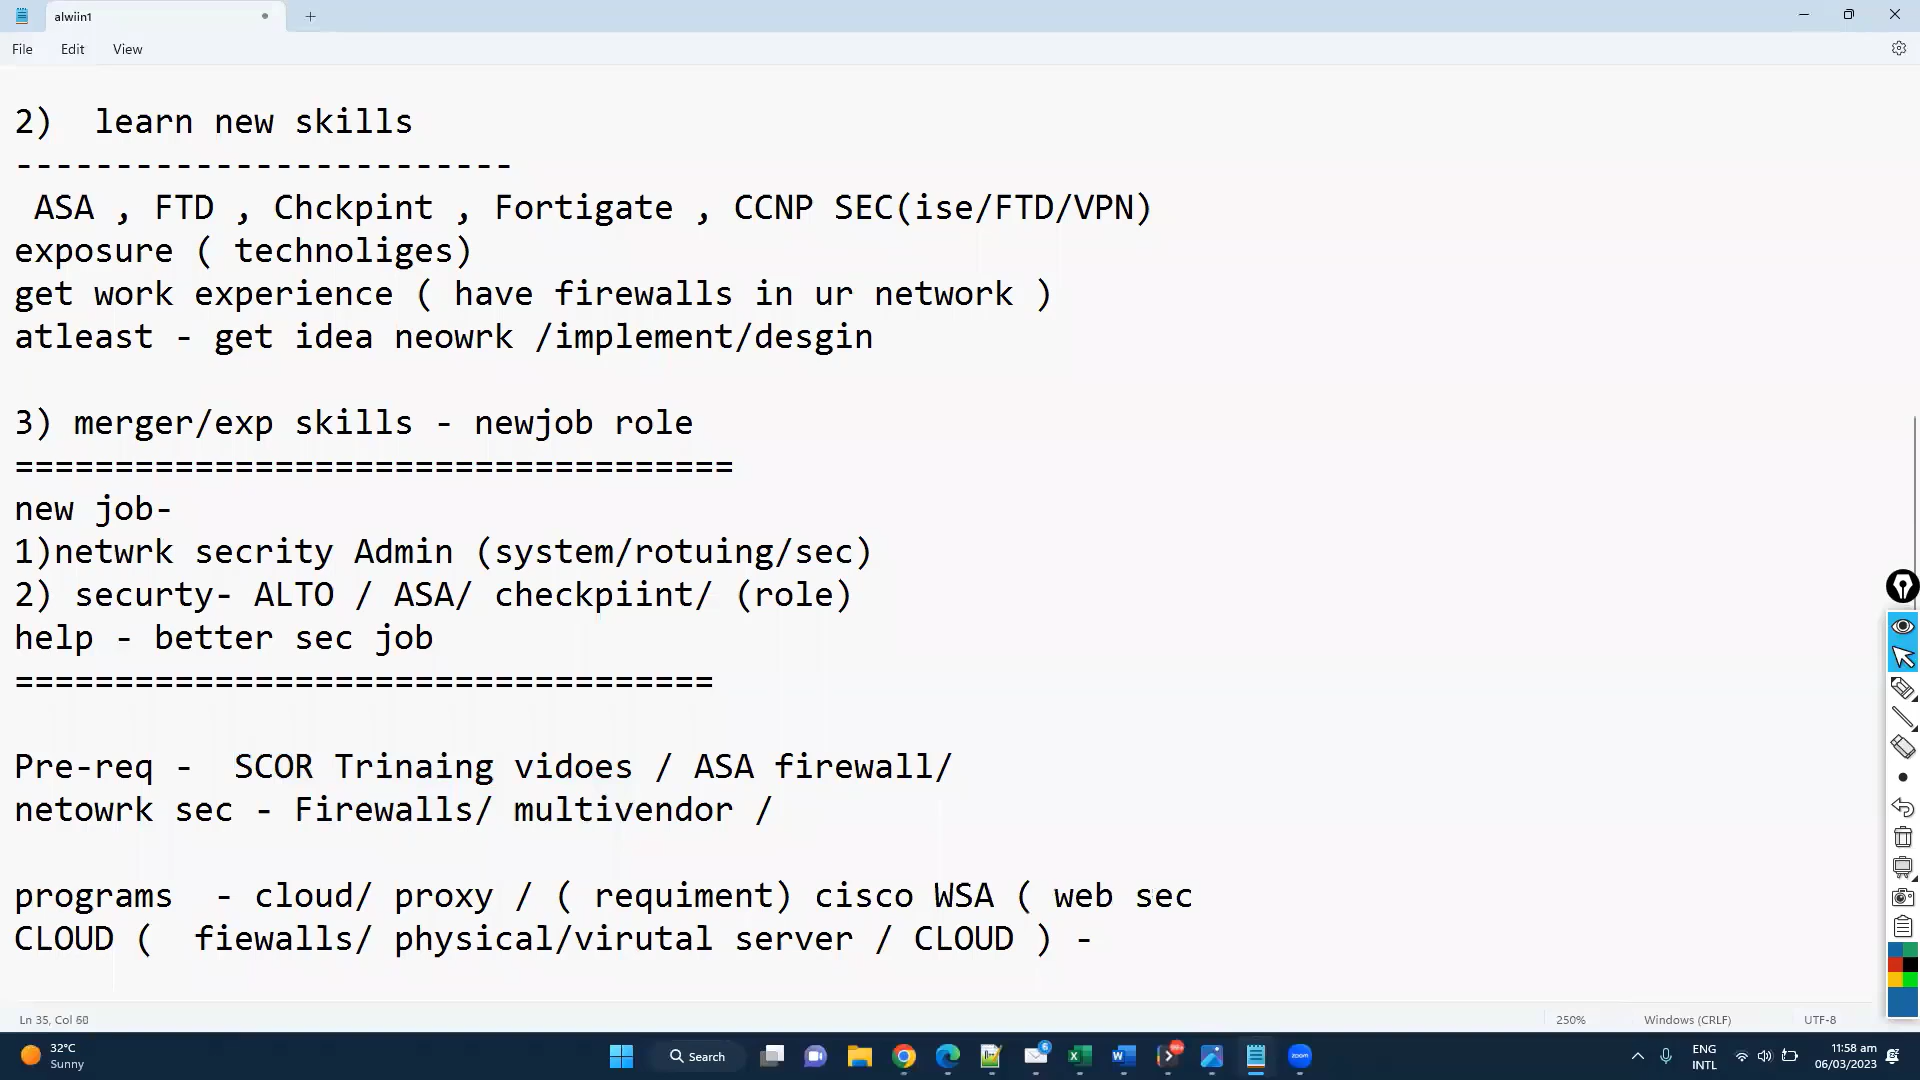 alwiin1
File Edit View
2)  learn new skills
-------------------------
 ASA , FTD , Chckpint , Fortigate , CCNP SEC(ise/FTD/VPN)
exposure ( technoliges)
get work experience ( have firewalls in ur network )
atleast - get idea neowrk /implement/desgin
3) merger/exp skills - newjob role
====================================
new job-
1)netwrk secrity Admin (system/rotuing/sec)
2) securty- ALTO / ASA/ checkpiint/ (role)
help - better sec job
===================================
Pre-req -  SCOR Trinaing vidoes / ASA firewall/
netowrk sec - Firewalls/ multivendor /
programs  - cloud/ proxy / ( requiment) cisco WSA ( web sec
CLOUD (  fiewalls/ physical/virutal server / CLOUD ) -
Ln 35, Col 60 250% Windows (CRLF) UTF-8
32°C
Sunny
Search
6
99+
zoom
ENG
INTL
11:58 am
06/03/2023